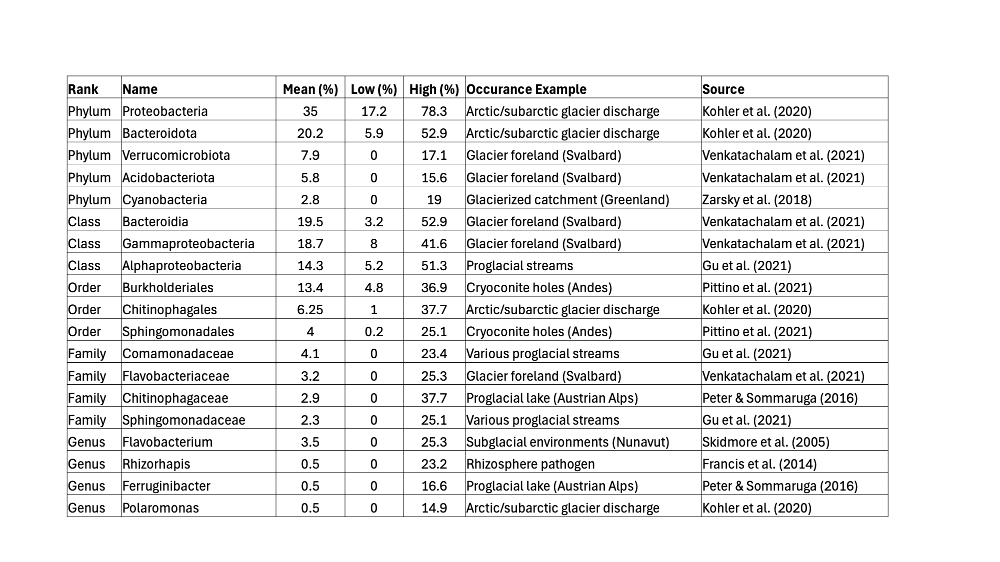 Rank Name Mean (%) Low (%) High (%) Occurance Example Source
Phylum Proteobacteria 35 17.2 78.3 Arctic/subarctic glacier discharge Kohler et al. (2020)
Phylum Bacteroidota 20.2 5.9 52.9 Arctic/subarctic glacier discharge Kohler et al. (2020)
Phylum Verrucomicrobiota 7.9 0 17.1 Glacier foreland (Svalbard) Venkatachalam et al. (2021)
Phylum Acidobacteriota 5.8 0 15.6 Glacier foreland (Svalbard) Venkatachalam et al. (2021)
Phylum Cyanobacteria 2.8 0 19 Glacierized catchment (Greenland) Zarsky et al. (2018)
Class Bacteroidia 19.5 3.2 52.9 Glacier foreland (Svalbard) Venkatachalam et al. (2021)
Class Gammaproteobacteria 18.7 8 41.6 Glacier foreland (Svalbard) Venkatachalam et al. (2021)
Class Alphaproteobacteria 14.3 5.2 51.3 Proglacial streams Gu et al. (2021)
Order Burkholderiales 13.4 4.8 36.9 Cryoconite holes (Andes) Pittino et al. (2021)
Order Chitinophagales 6.25 1 37.7 Arctic/subarctic glacier discharge Kohler et al. (2020)
Order Sphingomonadales 4 0.2 25.1 Cryoconite holes (Andes) Pittino et al. (2021)
Family Comamonadaceae 4.1 0 23.4 Various proglacial streams Gu et al. (2021)
Family Flavobacteriaceae 3.2 0 25.3 Glacier foreland (Svalbard) Venkatachalam et al. (2021)
Family Chitinophagaceae 2.9 0 37.7 Proglacial lake (Austrian Alps) Peter & Sommaruga (2016)
Family Sphingomonadaceae 2.3 0 25.1 Various proglacial streams Gu et al. (2021)
Genus Flavobacterium 3.5 0 25.3 Subglacial environments (Nunavut) Skidmore et al. (2005)
Genus Rhizorhapis 0.5 0 23.2 Rhizosphere pathogen Francis et al. (2014)
Genus Ferruginibacter 0.5 0 16.6 Proglacial lake (Austrian Alps) Peter & Sommaruga (2016)
Genus Polaromonas 0.5 0 14.9 Arctic/subarctic glacier discharge Kohler et al. (2020)